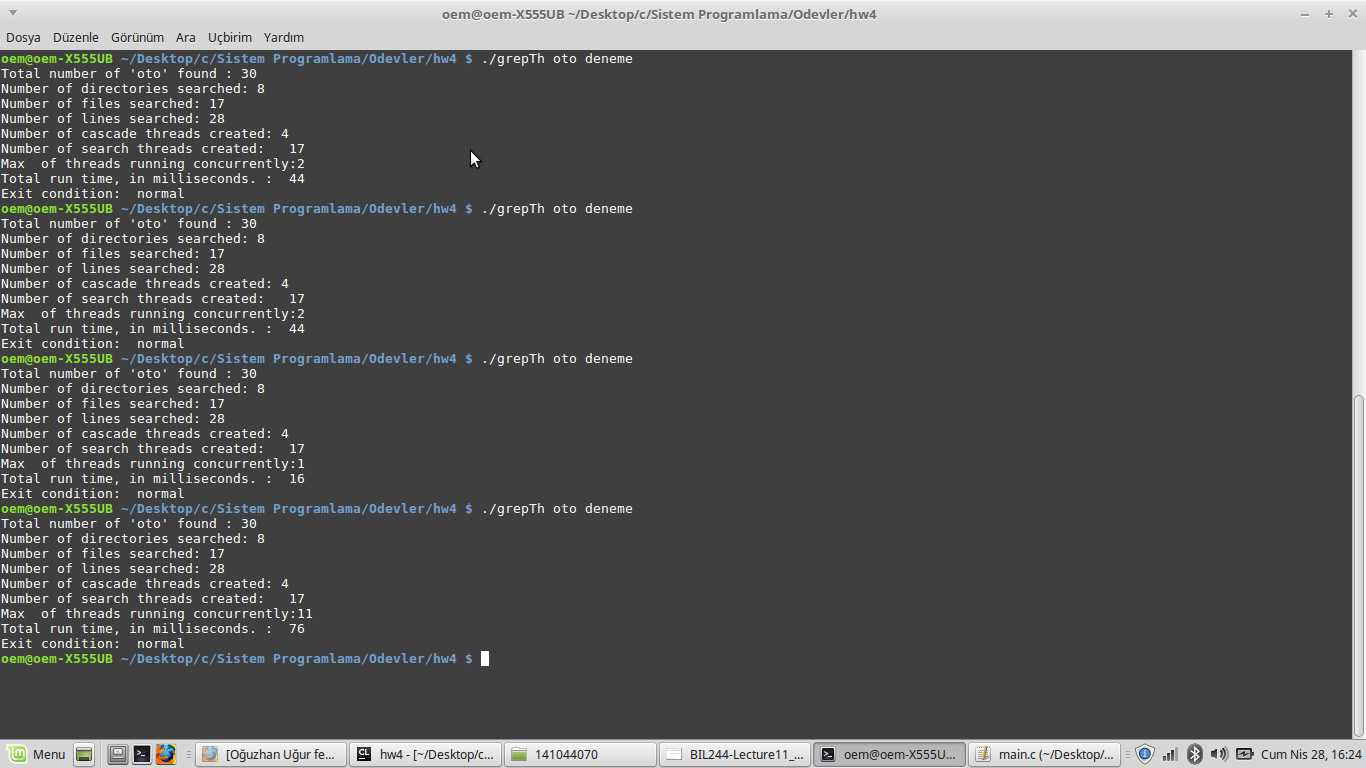 oem@oem-X555UB ~/Desktop/c/Sistem Programlama/Odevler/hw4
Dosya Düzenle Görünüm Ara Uçbirim Yardım
oem@oem-X555UB ~/Desktop/c/Sistem Programlama/Odevler/hw4 $ ./grepTh oto deneme
Total number of 'oto' found : 30
Number of directories searched: 8
Number of files searched: 17
Number of lines searched: 28
Number of cascade threads created: 4
Number of search threads created:   17
Max  of threads running concurrently:2
Total run time, in milliseconds. :  44
Exit condition:  normal
oem@oem-X555UB ~/Desktop/c/Sistem Programlama/Odevler/hw4 $ ./grepTh oto deneme
Total number of 'oto' found : 30
Number of directories searched: 8
Number of files searched: 17
Number of lines searched: 28
Number of cascade threads created: 4
Number of search threads created:   17
Max  of threads running concurrently:2
Total run time, in milliseconds. :  44
Exit condition:  normal
oem@oem-X555UB ~/Desktop/c/Sistem Programlama/Odevler/hw4 $ ./grepTh oto deneme
Total number of 'oto' found : 30
Number of directories searched: 8
Number of files searched: 17
Number of lines searched: 28
Number of cascade threads created: 4
Number of search threads created:   17
Max  of threads running concurrently:1
Total run time, in milliseconds. :  16
Exit condition:  normal
oem@oem-X555UB ~/Desktop/c/Sistem Programlama/Odevler/hw4 $ ./grepTh oto deneme
Total number of 'oto' found : 30
Number of directories searched: 8
Number of files searched: 17
Number of lines searched: 28
Number of cascade threads created: 4
Number of search threads created:   17
Max  of threads running concurrently:11
Total run time, in milliseconds. :  76
Exit condition:  normal
oem@oem-X555UB ~/Desktop/c/Sistem Programlama/Odevler/hw4 $
Menu [Oğuzhan Uğur fe... CL hw4 - [~/Desktop/c... 141044070 BIL244-Lecture11_... oem@oem-X555U... main.c (~/Desktop/... Cum Nis 28, 16:24